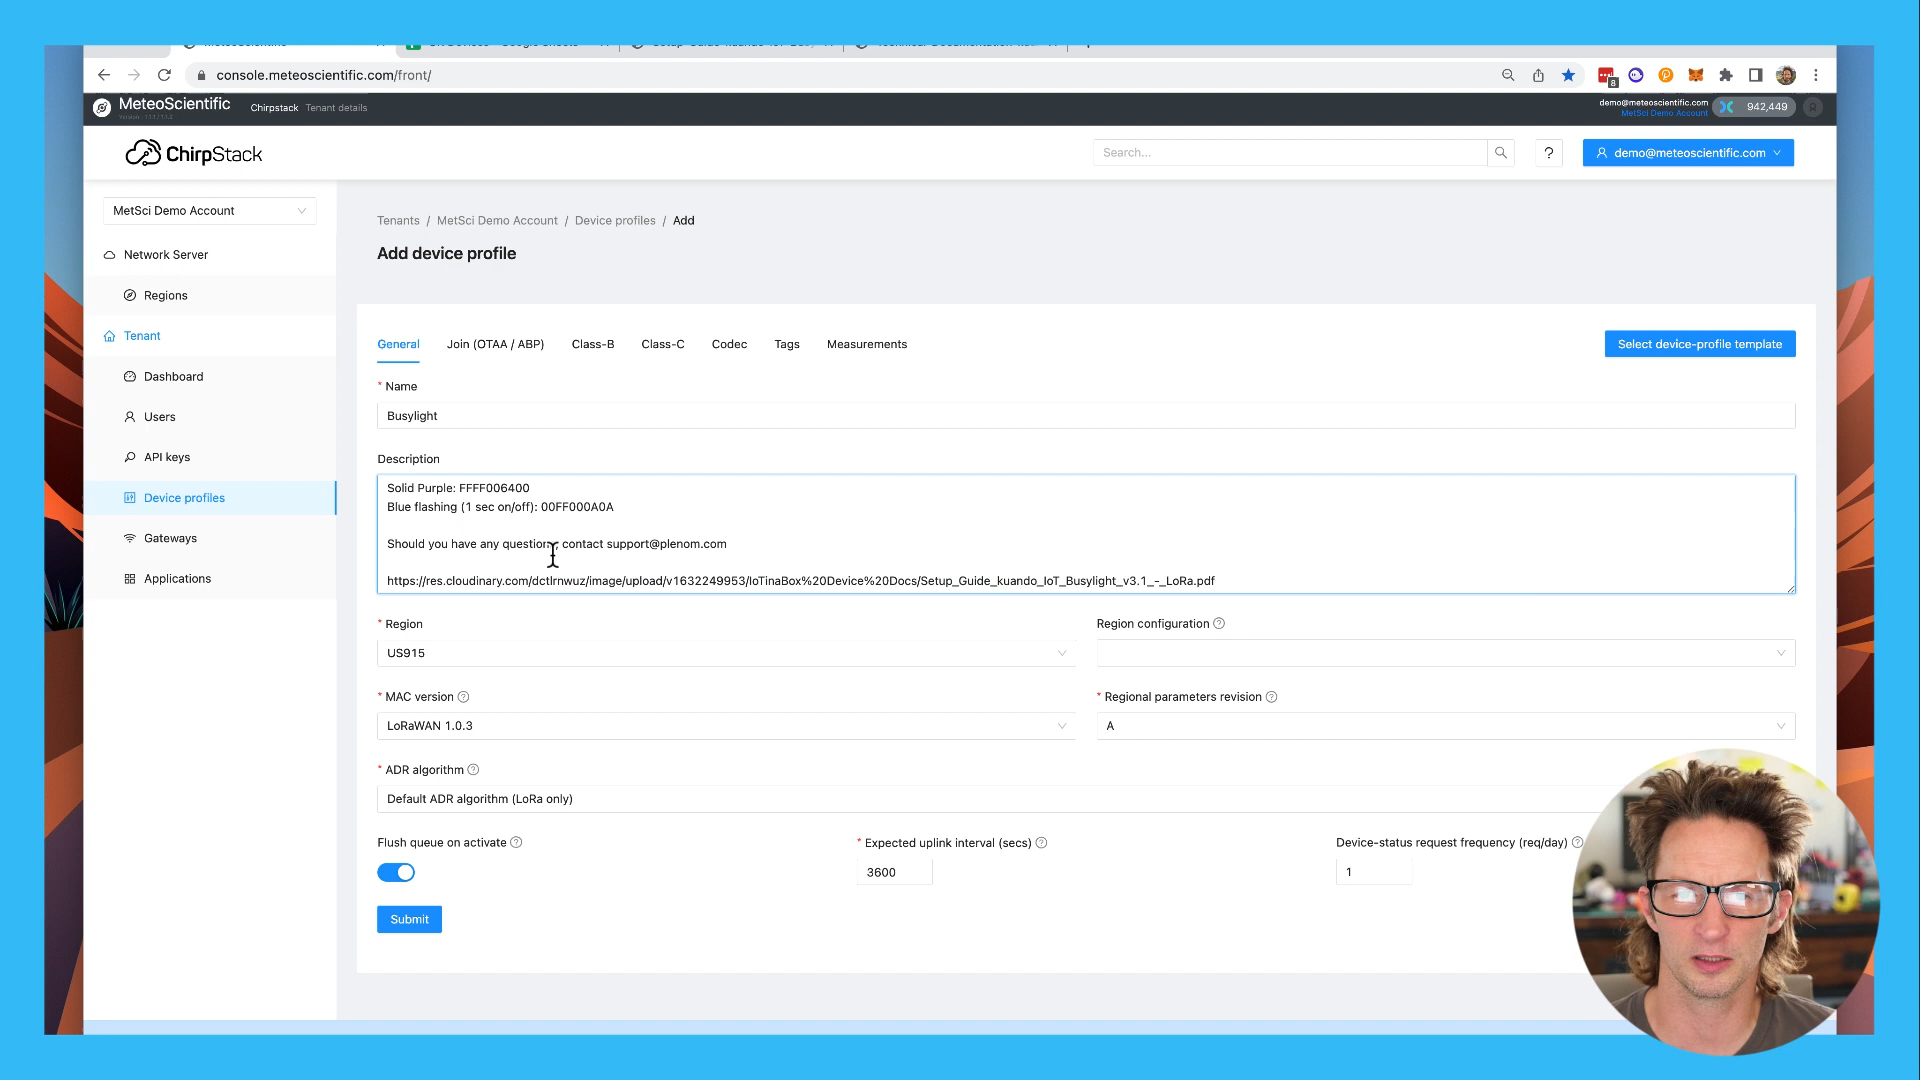 console.meteoscientific.com/front/
8
MeteoScientific
Chirpstack Tenant details
demo@meteoscientific.com
MetSci Demo Account
942,449
ChirpStack
Search...
?
demo@meteoscientific.com
MetSci Demo Account
Network Server
Regions
Tenant
Dashboard
Users
API keys
Device profiles
Gateways
Applications
Tenants / MetSci Demo Account / Device profiles / Add
Add device profile
General Join (OTAA / ABP) Class-B Class-C Codec Tags Measurements
Select device-profile template
* Name
Busylight
Description
Solid Purple: FFFF006400
Blue flashing (1 sec on/off): 00FF000A0A
Should you have any questions, contact support@plenom.com
https://res.cloudinary.com/dctlrnwuz/image/upload/v1632249953/IoTinaBox%20Device%20Docs/Setup_Guide_kuando_IoT_Busylight_v3.1_-_LoRa.pdf
* Region
US915
Region configuration ?
* MAC version ?
LoRaWAN 1.0.3
* Regional parameters revision ?
A
* ADR algorithm ?
Default ADR algorithm (LoRa only)
Flush queue on activate ?
* Expected uplink interval (secs) ?
3600
Device-status request frequency (req/day) ?
1
Submit